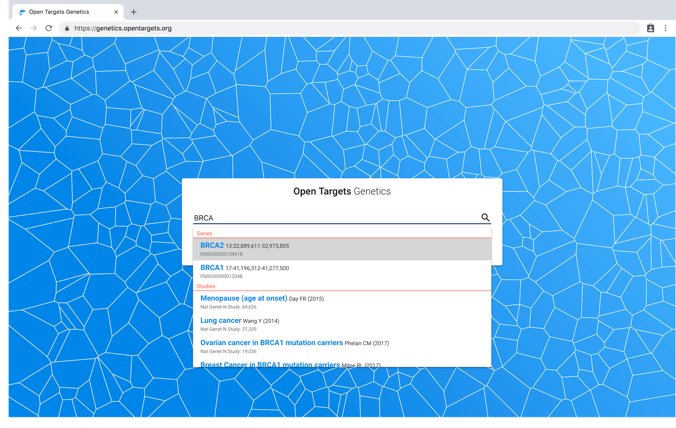 Open Targets Genetics
https://genetics.opentargets.org
Open Targets Genetics
BRCA
Genes
BRCA2 13:32,889,611-32,973,805
ENSG00000139618
BRCA1 17:41,196,312-41,277,500
ENSG00000012048
Studies
Menopause (age at onset) Day FR (2015)
Nat Genet N Study: 69,626
Lung cancer Wang Y (2014)
Nat Genet N Study: 27,209
Ovarian cancer in BRCA1 mutation carriers Phelan CM (2017)
Nat Genet N Study: 19,036
Breast Cancer in BRCA1 mutation carriers Milne RL (2017)